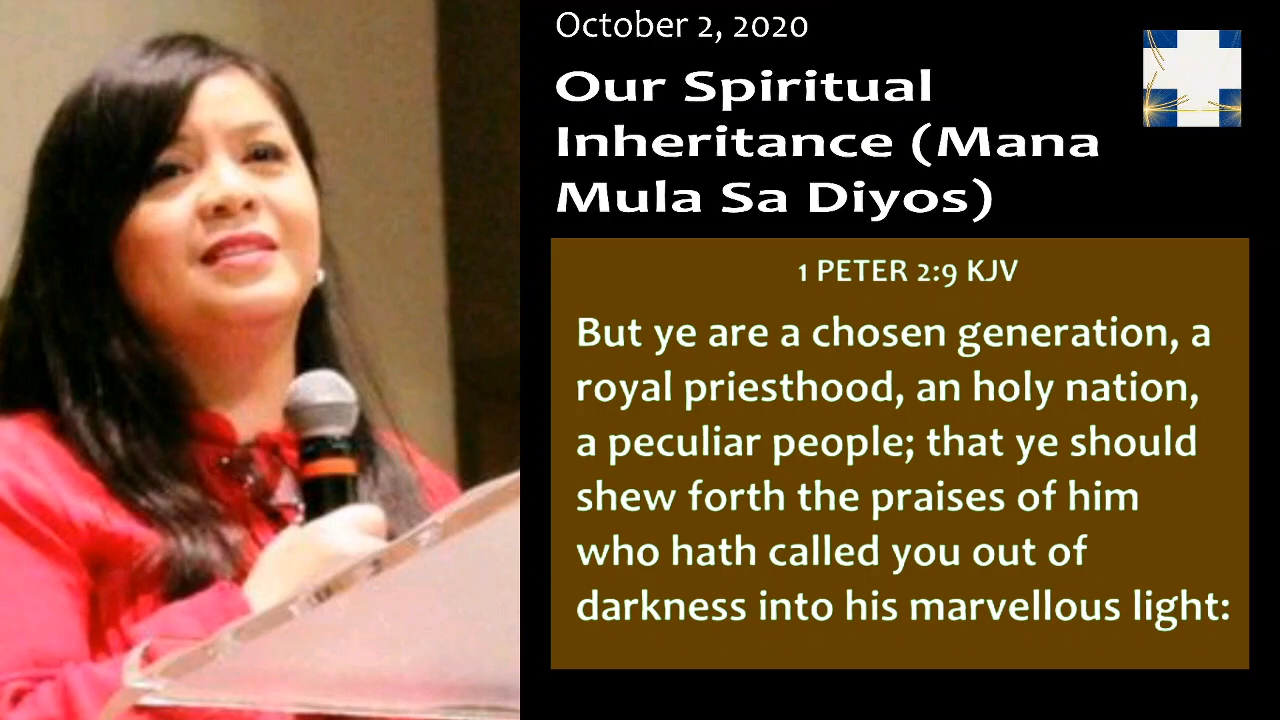 October 2, 2020
Our Spiritual
Inheritance (Mana
Mula Sa Diyos)
1 PETER 2:9 KJV
But ye are a chosen generation, a
royal priesthood, an holy nation,
a peculiar people; that ye should
shew forth the praises of him
who hath called you out of
darkness into his marvellous light: